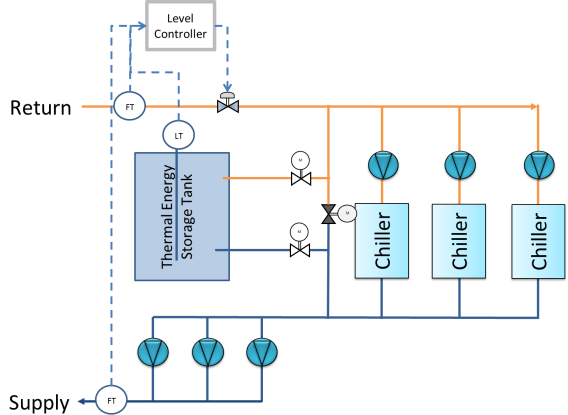 Level
Controller
Return
FT
LT
Thermal Energy
Storage Tank
M
M
M
Chiller
Chiller
Chiller
Supply
FT